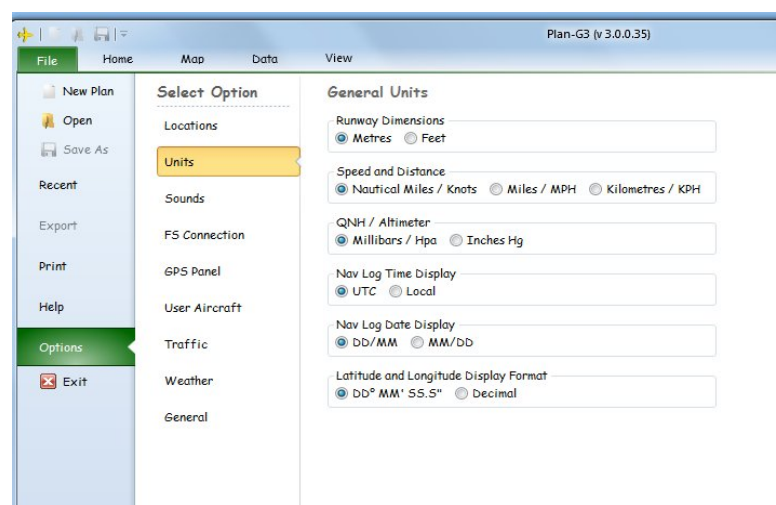 Plan-G3 (v 3.0.0.35)
File Home Map Data View
New Plan
Open
Save As
Recent
Export
Print
Help
Options
Exit
Select Option
Locations
Units
Sounds
FS Connection
GPS Panel
User Aircraft
Traffic
Weather
General
General Units
Runway Dimensions
Metres Feet
Speed and Distance
Nautical Miles / Knots Miles / MPH Kilometres / KPH
QNH / Altimeter
Millibars / Hpa Inches Hg
Nav Log Time Display
UTC Local
Nav Log Date Display
DD/MM MM/DD
Latitude and Longitude Display Format
DD° MM' SS.S" Decimal